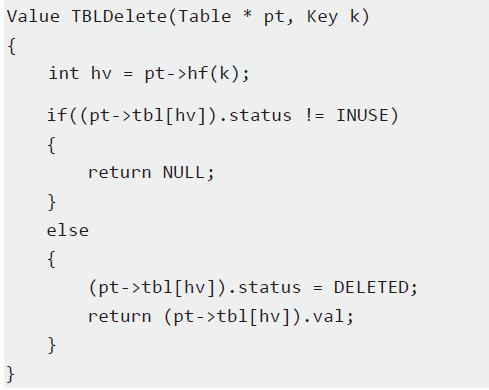 Value TBLDelete(Table * pt, Key k)
{
    int hv = pt->hf(k);
    if((pt->tbl[hv]).status != INUSE)
    {
        return NULL;
    }
    else
    {
        (pt->tbl[hv]).status = DELETED;
        return (pt->tbl[hv]).val;
    }
}